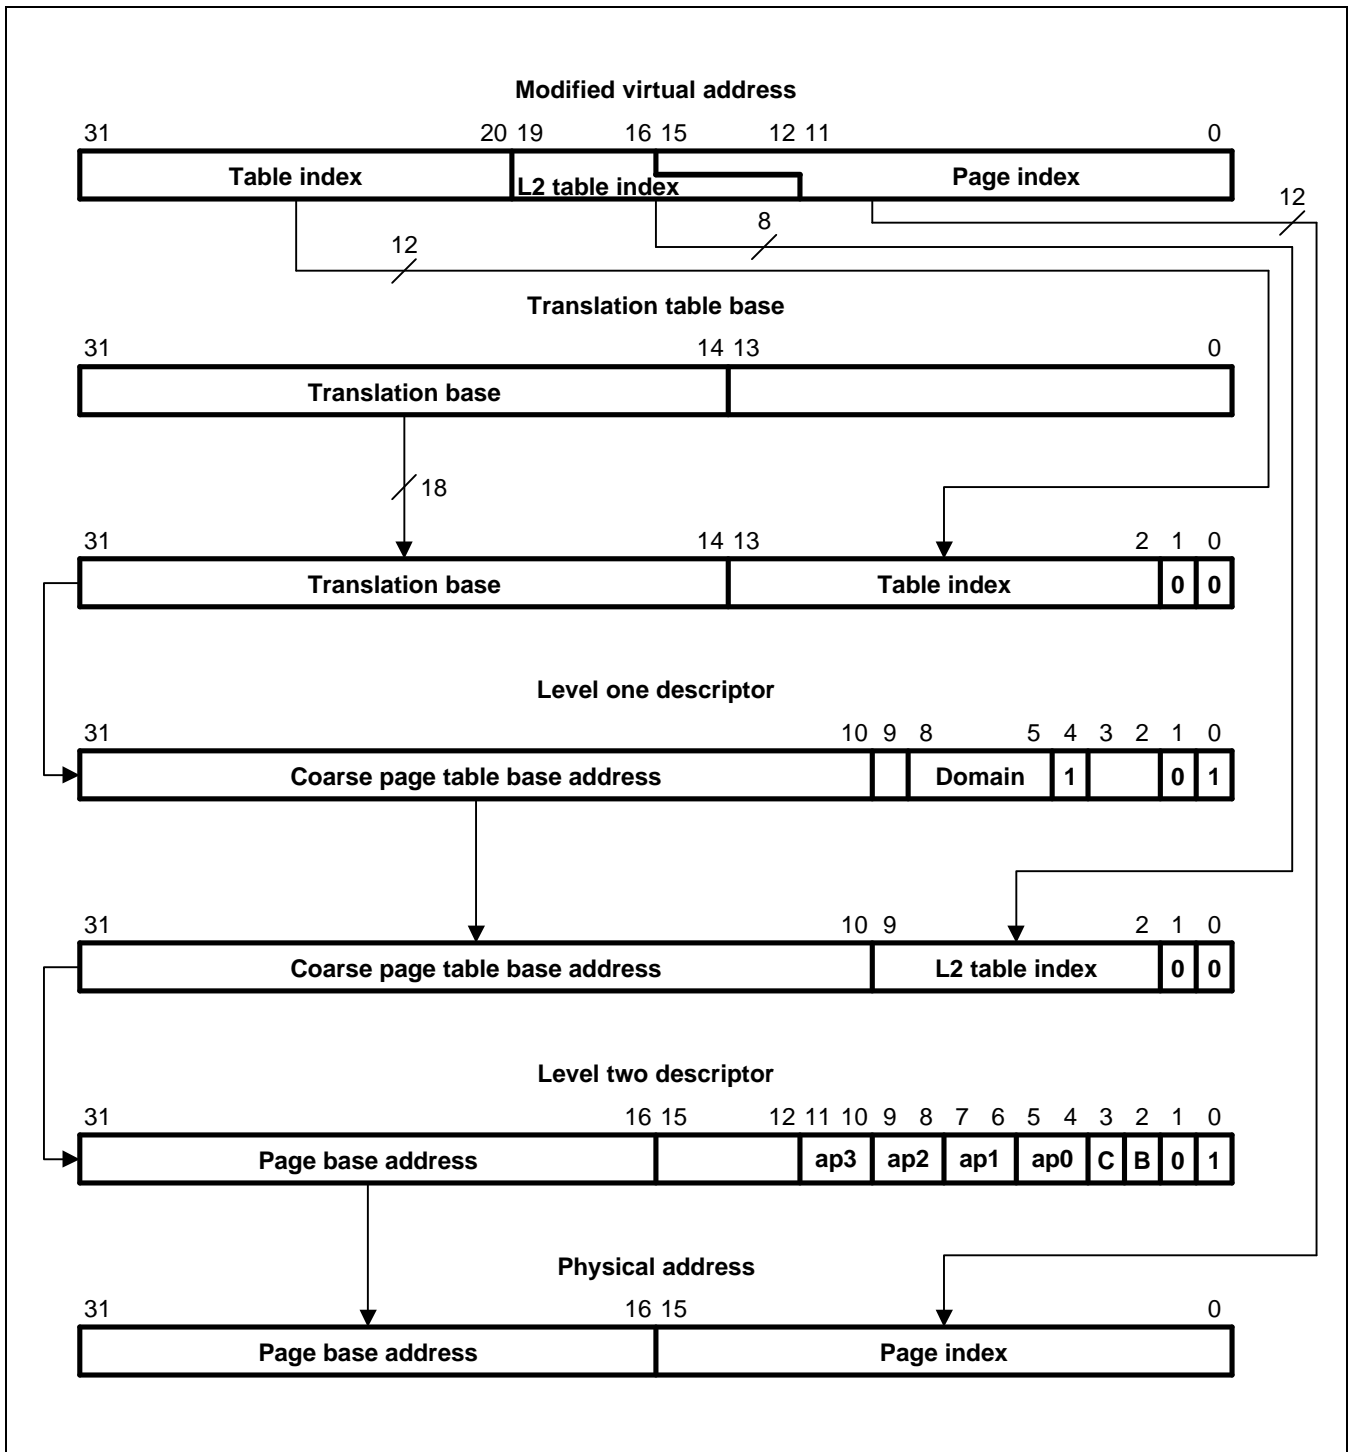 Modified virtual address
31 20 19 16 15 12 11 0
Table index L2 table index Page index
12
8
12
Translation table base
31 14 13 0
Translation base
18
31 14 13 2 1 0
Translation base Table index 0 0
Level one descriptor
31 10 9 8 5 4 3 2 1 0
Coarse page table base address Domain 1 0 1
31 10 9 2 1 0
Coarse page table base address L2 table index 0 0
Level two descriptor
31 16 15 12 11 10 9 8 7 6 5 4 3 2 1 0
Page base address ap3 ap2 ap1 ap0 C B 0 1
Physical address
31 16 15 0
Page base address Page index